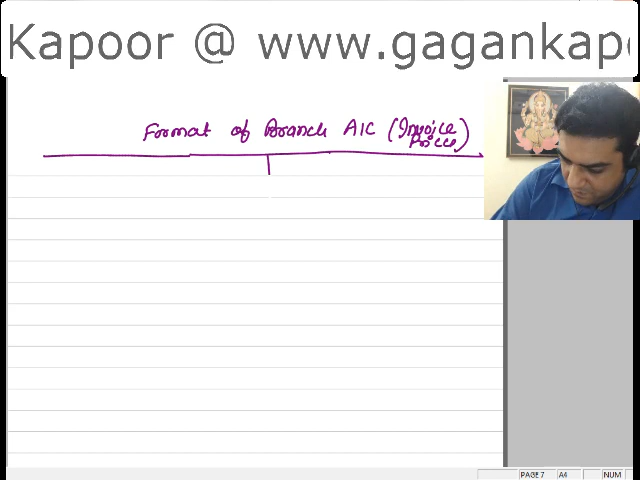 Kapoor @ www.gagankap
Format of Branch A/C (Invoice
Price)
PAGE 7 A4 NUM